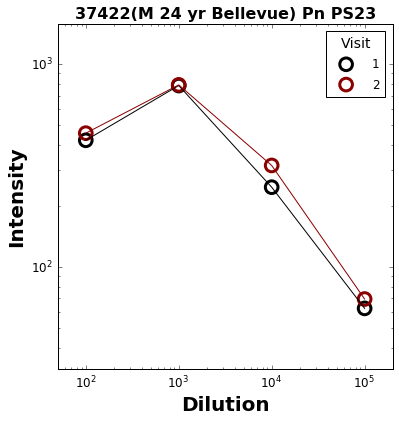 37422(M 24 yr Bellevue) Pn PS23
Visit
1
2
10³
10²
Intensity
10² 10³ 10⁴ 10⁵
Dilution